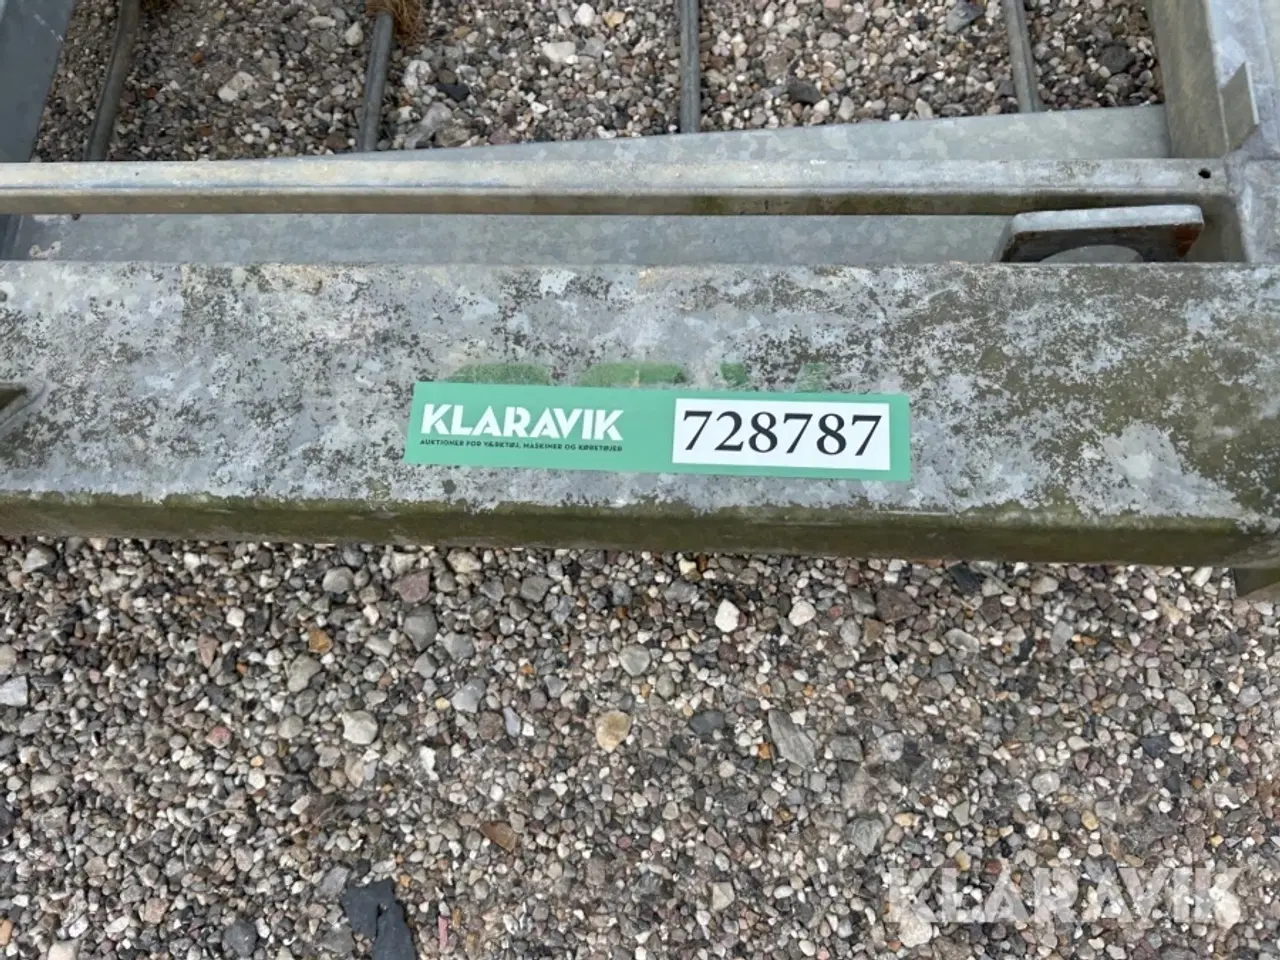 KLARAVIK
AUKTIONER FOR VÆRKTØJ, MASKINER OG KØRETØJER
728787
KLARAVIK